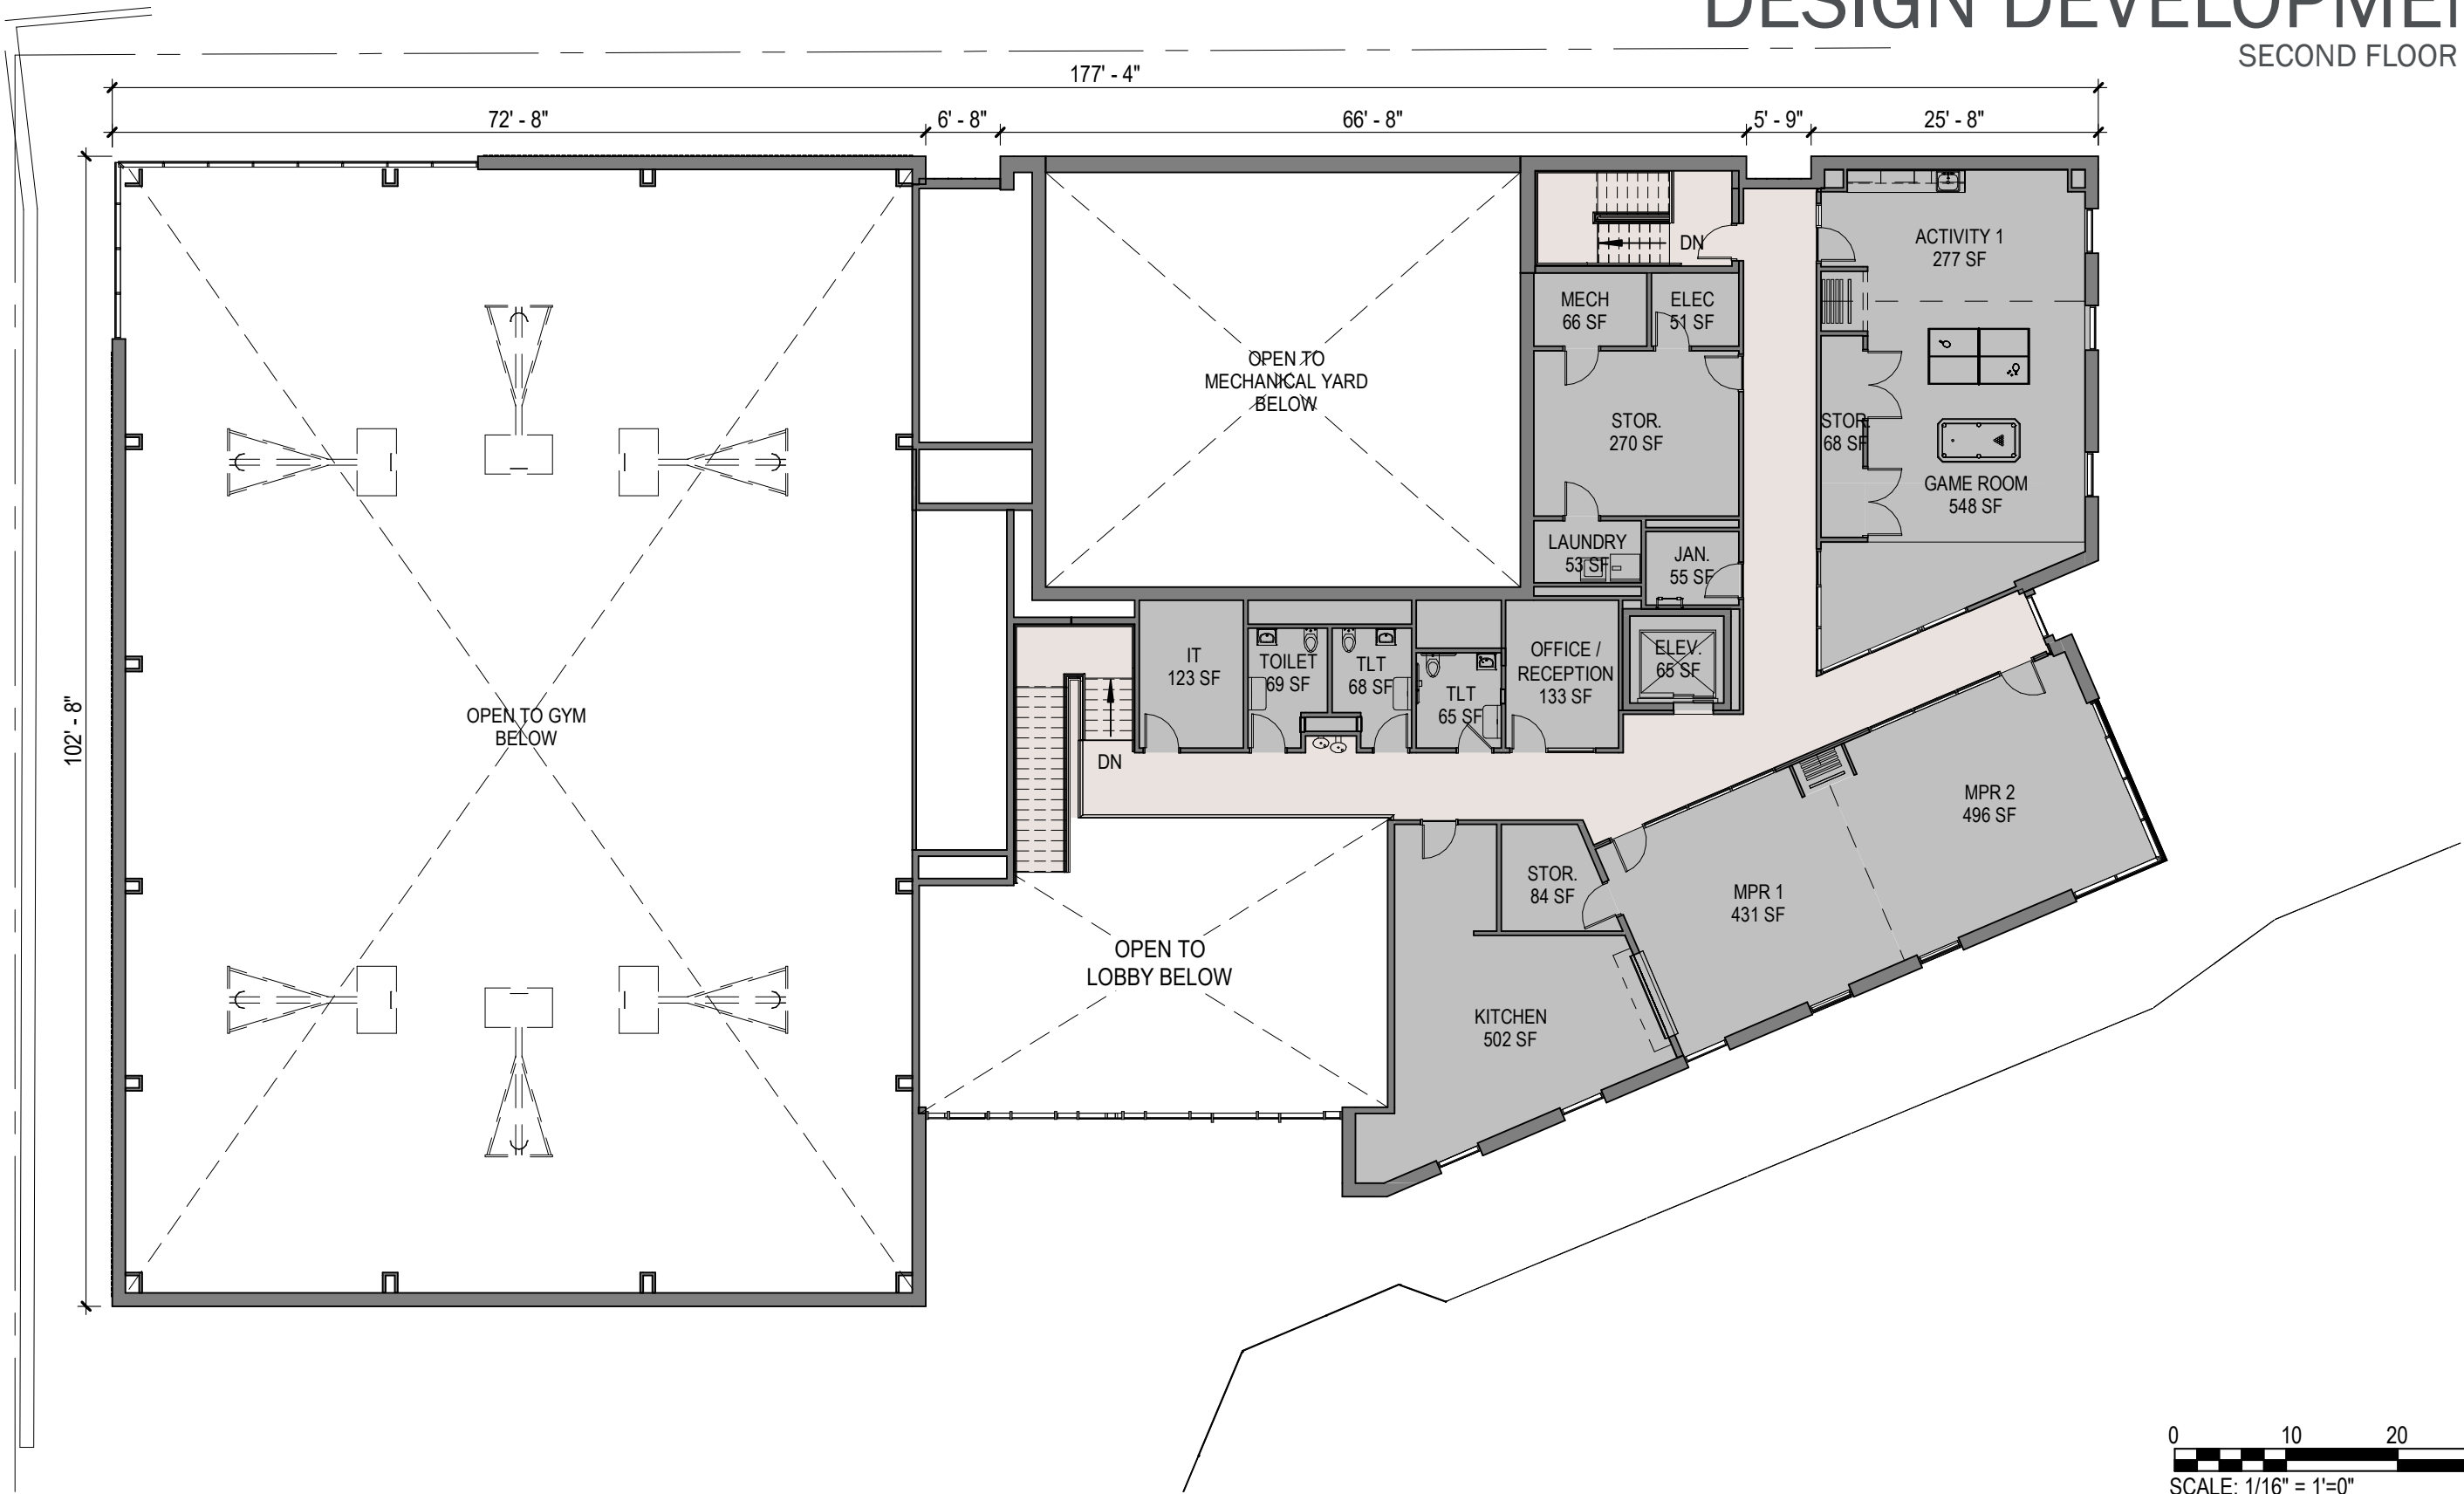 DESIGN DEVELOPMEN
SECOND FLOOR
177' - 4"
72' - 8"
6' - 8"
66' - 8"
5' - 9"
25' - 8"
102' - 8"
DN
ACTIVITY 1
277 SF
MECH
66 SF
ELEC
51 SF
OPEN TO
MECHANICAL YARD
BELOW
STOR.
270 SF
STOR.
68 SF
GAME ROOM
548 SF
LAUNDRY
53 SF
JAN.
55 SF
IT
123 SF
TOILET
69 SF
TLT
68 SF
TLT
65 SF
OFFICE /
RECEPTION
133 SF
ELEV.
65 SF
OPEN TO GYM
BELOW
DN
MPR 2
496 SF
STOR.
84 SF
MPR 1
431 SF
OPEN TO
LOBBY BELOW
KITCHEN
502 SF
0 10 20
SCALE: 1/16" = 1'=0"